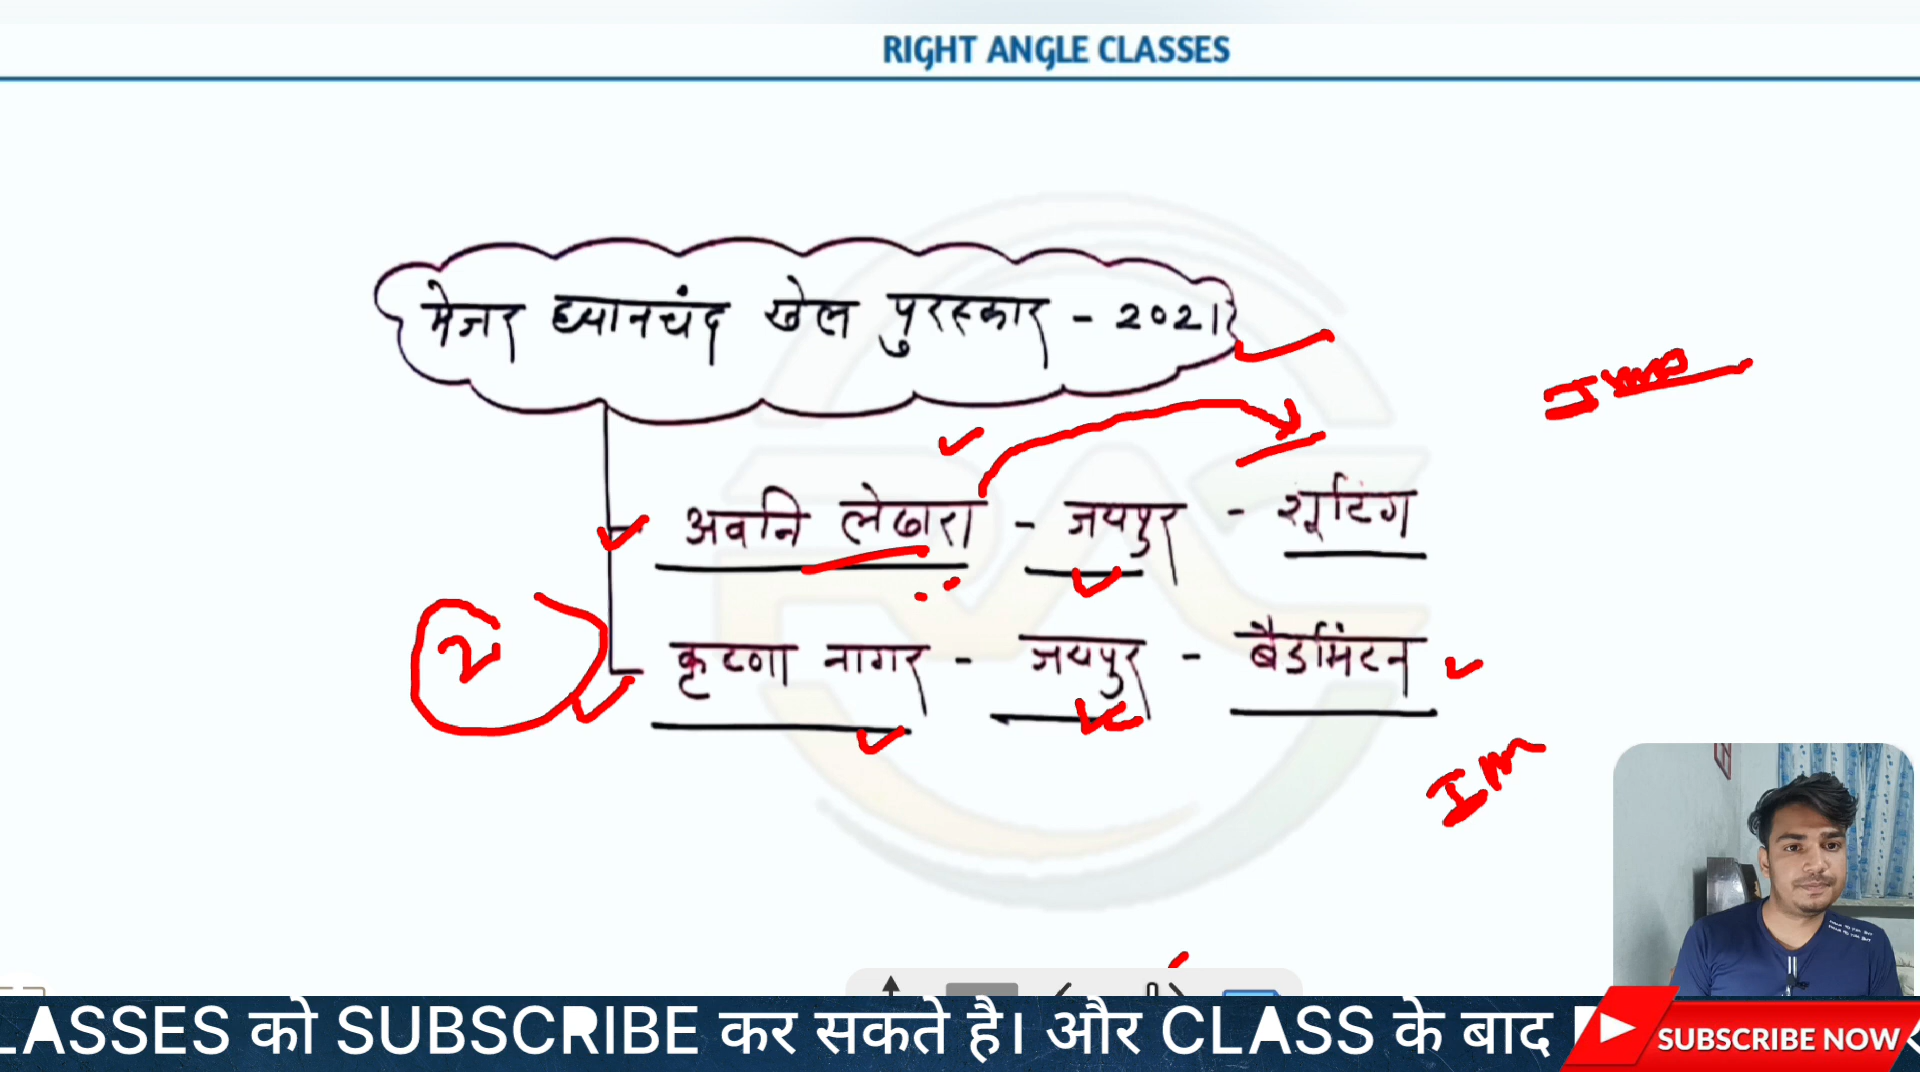 RIGHT ANGLE CLASSES
मेजर ध्यानचंद खेल पुरस्कार - 2021
Imp
अवनि लेखरा - जयपुर - शूटिंग
2
कृष्णा नागर - जयपुर - बैडमिंटन
Im
LASSES को SUBSCRIBE कर सकते है। और CLASS के बाद
SUBSCRIBE NOW